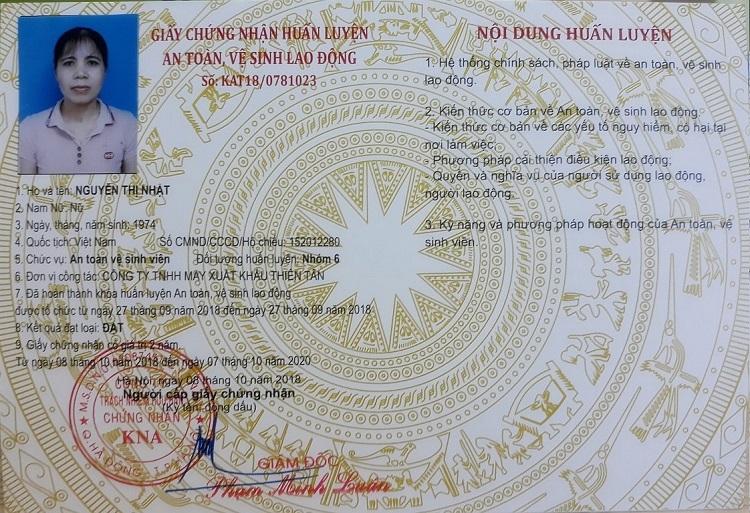 GIẤY CHỨNG NHẬN HUẤN LUYỆN
AN TOÀN, VỆ SINH LAO ĐỘNG
Số: KAT18/0781023
1. Họ và tên: NGUYỄN THỊ NHẬT
2. Nam Nữ: Nữ
3. Ngày, tháng, năm sinh: 1974
4. Quốc tịch: Việt Nam Số CMND/CCCD/Hộ chiếu: 152012280
5. Chức vụ: An toàn vệ sinh viên Đối tượng huấn luyện: Nhóm 6
6. Đơn vị công tác: CÔNG TY TNHH MAY XUẤT KHẨU THIÊN TÂN
7. Đã hoàn thành khóa huấn luyện An toàn, vệ sinh lao động
được tổ chức từ ngày 27 tháng 09 năm 2018 đến ngày 27 tháng 09 năm 2018
8. Kết quả đạt loại: ĐẠT
9. Giấy chứng nhận có giá trị 2 năm
Từ ngày 08 tháng 10 năm 2018 đến ngày 07 tháng 10 năm 2020
Hà Nội, ngày 08 tháng 10 năm 2018
Người cấp giấy chứng nhận
(Ký tên, đóng dấu)
CHỨNG NHẬN
KNA
GIÁM ĐỐC
Phạm Minh Luân
NỘI DUNG HUẤN LUYỆN
1. Hệ thống chính sách, pháp luật về an toàn, vệ sinh
lao động.
2. Kiến thức cơ bản về An toàn, vệ sinh lao động:
- Kiến thức cơ bản về các yếu tố nguy hiểm, có hại tại
nơi làm việc;
- Phương pháp cải thiện điều kiện lao động;
- Quyền và nghĩa vụ của người sử dụng lao động,
người lao động.
3. Kỹ năng và phương pháp hoạt động của An toàn, vệ
sinh viên.